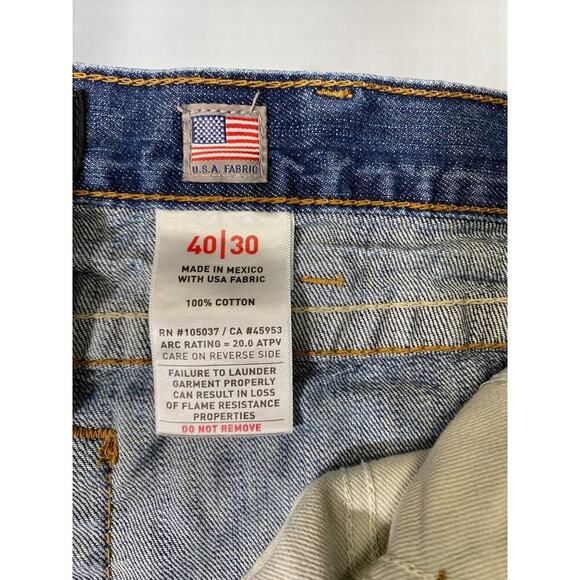 U.S.A. FABRIC
40|30
MADE IN MEXICO
WITH USA FABRIC
100% COTTON
RN #105037 / CA #45953
ARC RATING = 20.0 ATPV
CARE ON REVERSE SIDE
FAILURE TO LAUNDER
GARMENT PROPERLY
CAN RESULT IN LOSS
OF FLAME RESISTANCE
PROPERTIES
DO NOT REMOVE